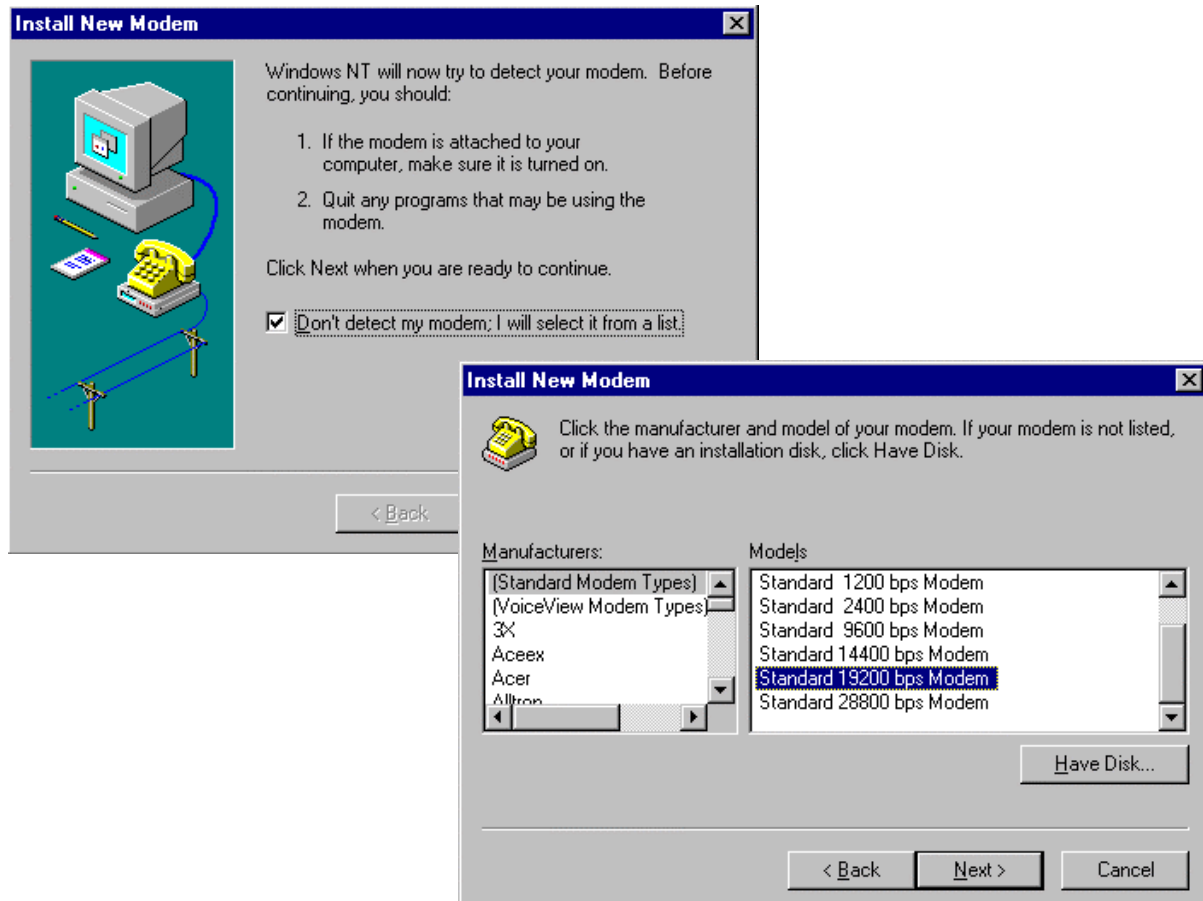 Install New Modem
Windows NT will now try to detect your modem. Before
continuing, you should:
1. If the modem is attached to your
computer, make sure it is turned on.
2. Quit any programs that may be using the
modem.
Click Next when you are ready to continue.
Don't detect my modem; I will select it from a list.
< Back
Install New Modem
Click the manufacturer and model of your modem. If your modem is not listed,
or if you have an installation disk, click Have Disk.
Manufacturers:
(Standard Modem Types)
(VoiceView Modem Types)
3X
Aceex
Acer
Alltron
Models
Standard 1200 bps Modem
Standard 2400 bps Modem
Standard 9600 bps Modem
Standard 14400 bps Modem
Standard 19200 bps Modem
Standard 28800 bps Modem
Have Disk...
< Back
Next >
Cancel